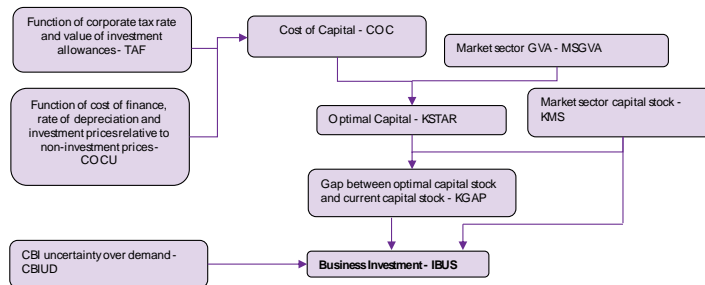 Function of corporate tax rate
and value of investment
allowances- TAF
Cost of Capital - COC
Market sector GVA - MSGVA
Function of cost of finance,
rate of depreciation and
investment prices relative to
non-investment prices-
COCU
Optimal Capital - KSTAR
Market sector capital stock -
KMS
Gap between optimal capital stock
and current capital stock - KGAP
CBI uncertainty over demand -
CBIUD
Business Investment - IBUS